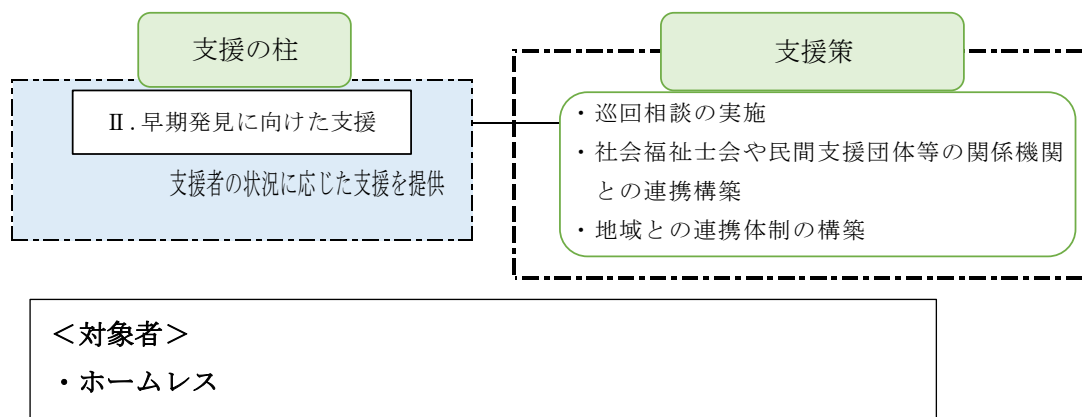 支援の柱
Ⅱ.早期発見に向けた支援
支援者の状況に応じた支援を提供
支援策
・巡回相談の実施
・社会福祉士会や民間支援団体等の関係機関
との連携構築
・地域との連携体制の構築
＜対象者＞
・ホームレス